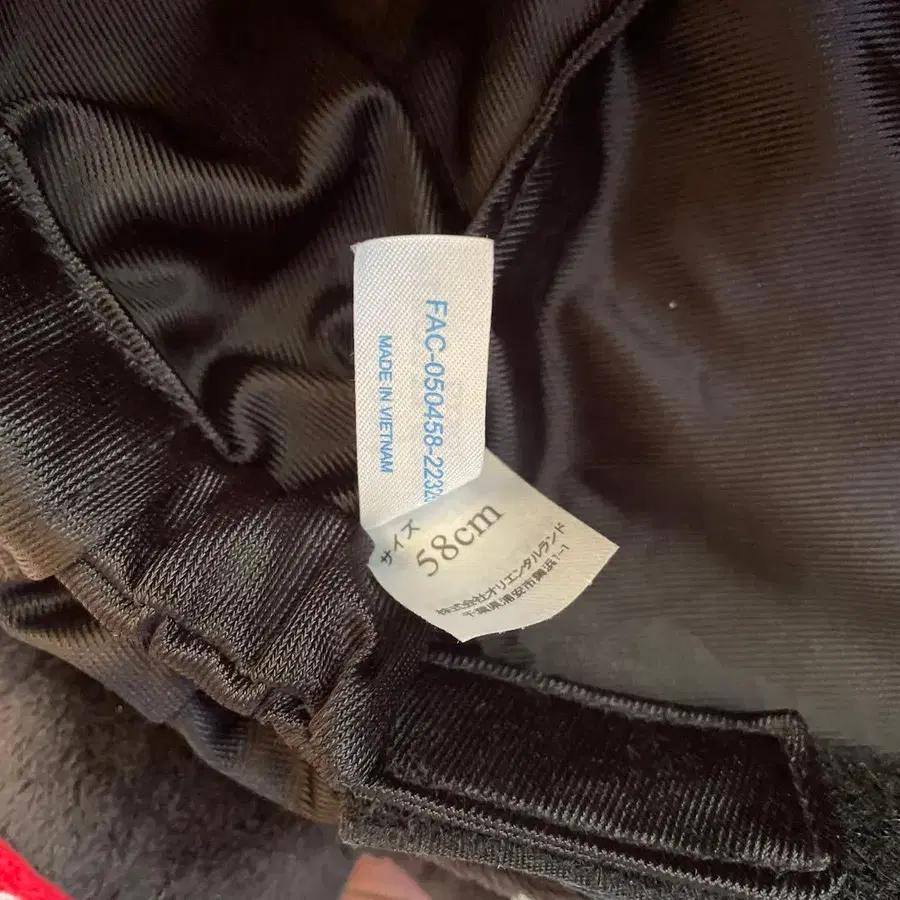 FAC-050458-2232
MADE IN VIETNAM
サイズ
58cm
株式会社オリエンタルランド
千葉県浦安市舞浜1-1